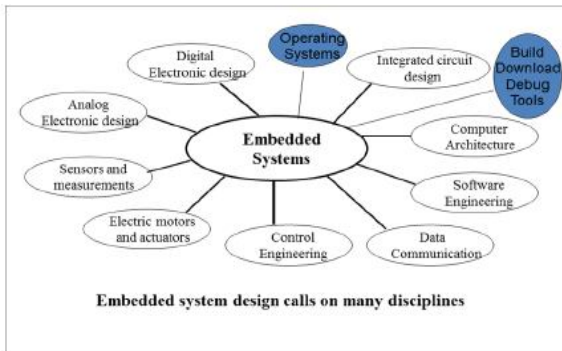 Operating
Systems
Digital
Electronic design
Integrated circuit
design
Build
Download
Debug
Tools
Analog
Electronic design
Embedded
Systems
Computer
Architecture
Sensors and
measurements
Software
Engineering
Electric motors
and actuators
Control
Engineering
Data
Communication
Embedded system design calls on many disciplines